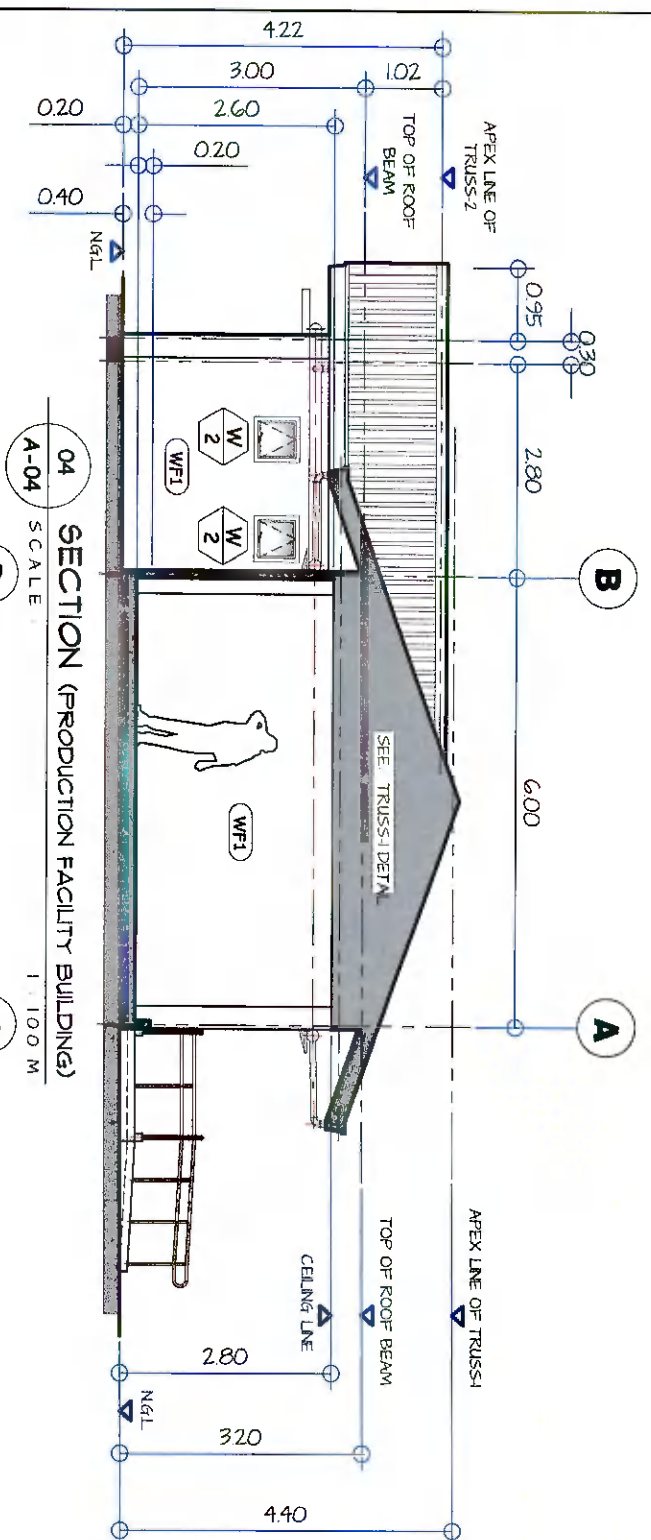 4.22
3.00
1.02
0.20
2.60
0.20
0.40
APEX LINE OF
TRUSS-2
TOP OF ROOF
BEAM
N.G.L
0.95
0.30
2.80
6.00
B
A
W
2
W
2
WF1
WF1
SEE TRUSS-1 DETAIL
APEX LINE OF TRUSS-1
TOP OF ROOF BEAM
CEILING LINE
N.G.L
2.80
3.20
4.40
04
A-04
SECTION (PRODUCTION FACILITY BUILDING)
SCALE 1 : 100 M